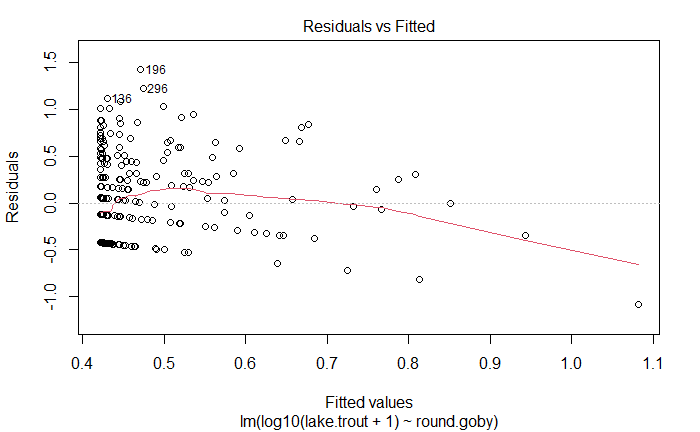 Residuals vs Fitted
Residuals
1.5
1.0
0.5
0.0
-0.5
-1.0
196
296
136
0.4 0.5 0.6 0.7 0.8 0.9 1.0 1.1
Fitted values
lm(log10(lake.trout + 1) ~ round.goby)